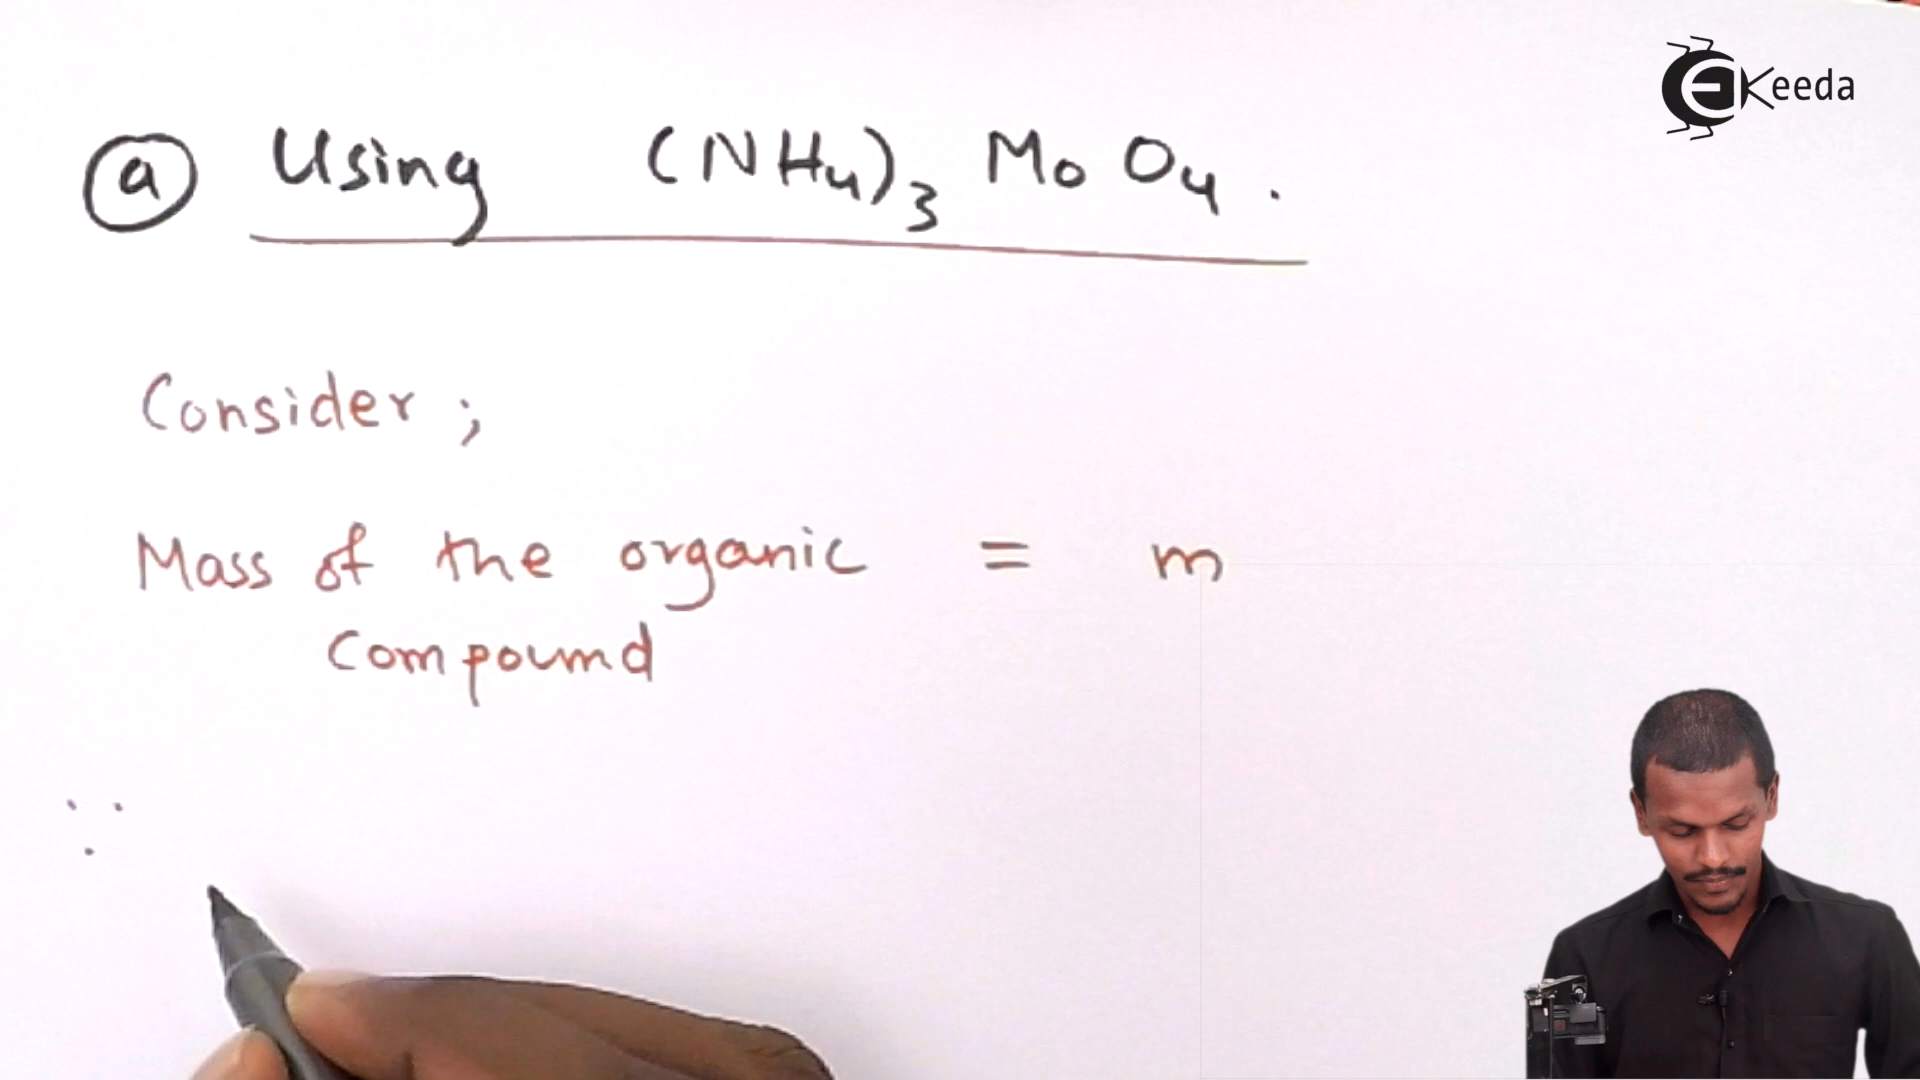 EKeeda
a Using (NH4)3 MoO4.
Consider ;
Mass of the organic = m
Compound
∵